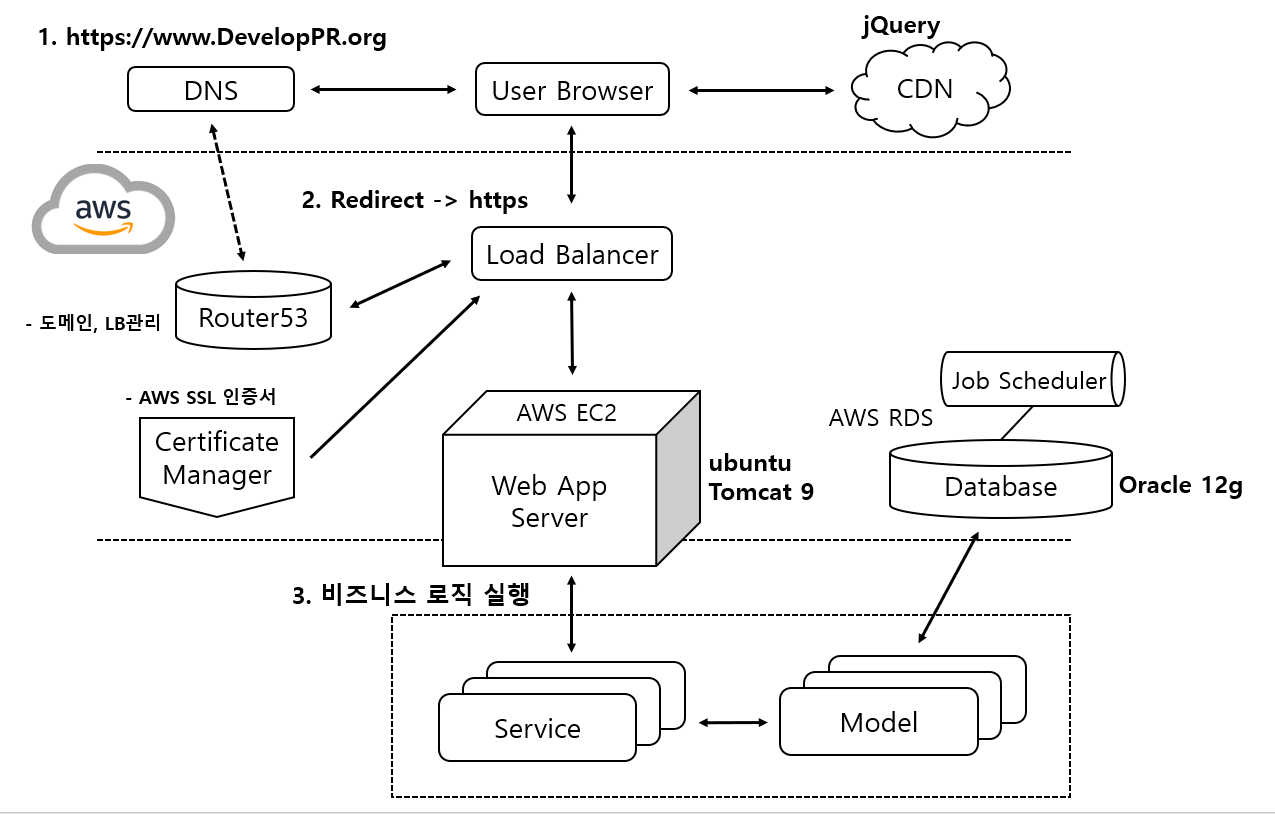 jQuery
1. https://www.DevelopPR.org
DNS
User Browser
CDN
aws
2. Redirect -> https
Load Balancer
Router53
- 도메인, LB관리
Job Scheduler
- AWS SSL 인증서
AWS EC2
AWS RDS
Certificate
Manager
ubuntu
Tomcat 9
Web App
Server
Database
Oracle 12g
3. 비즈니스 로직 실행
Service
Model